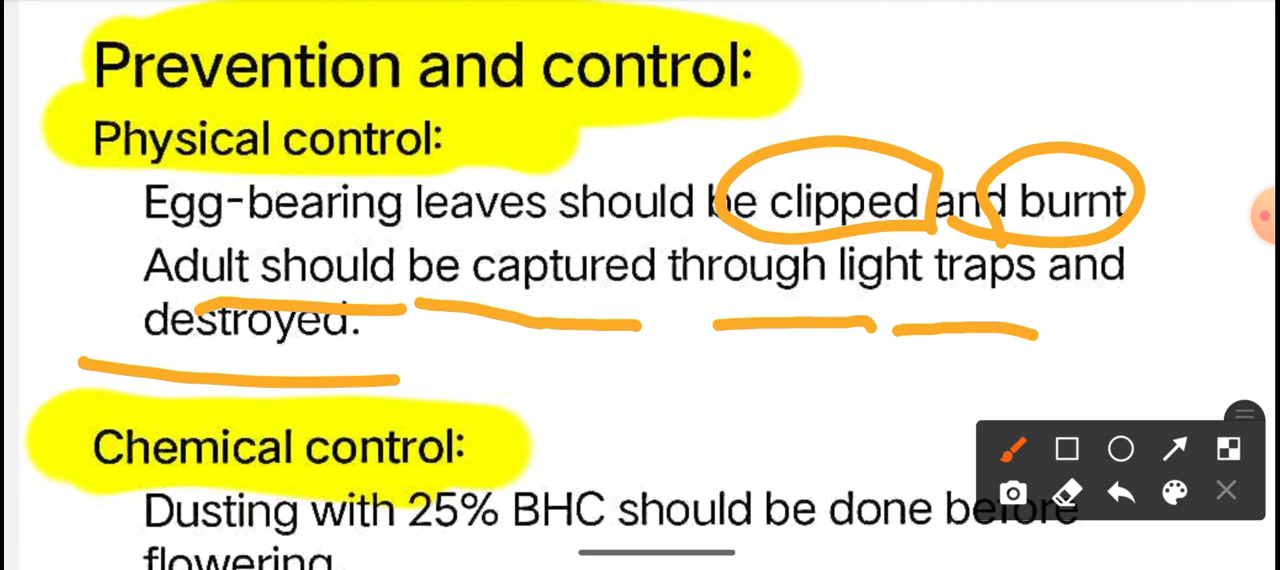 Prevention and control:
Physical control:
Egg-bearing leaves should be clipped and burnt
Adult should be captured through light traps and
destroyed.
Chemical control:
Dusting with 25% BHC should be done before
flowering.